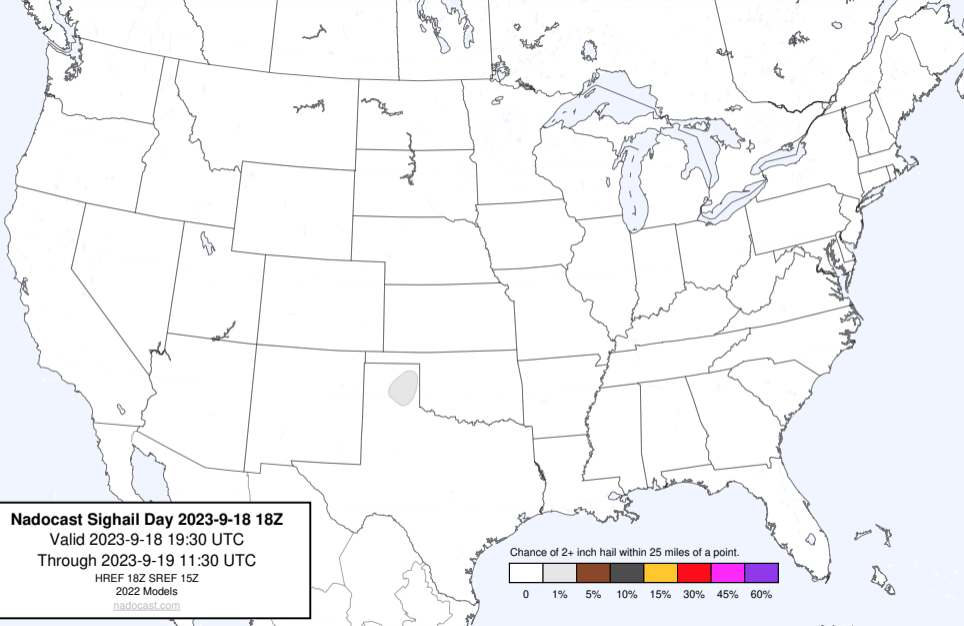 Nadocast Sighail Day 2023-9-18 18Z
Valid 2023-9-18 19:30 UTC
Through 2023-9-19 11:30 UTC
HREF 18Z SREF 15Z
2022 Models
nadocast.com
Chance of 2+ inch hail within 25 miles of a point.
0 1% 5% 10% 15% 30% 45% 60%